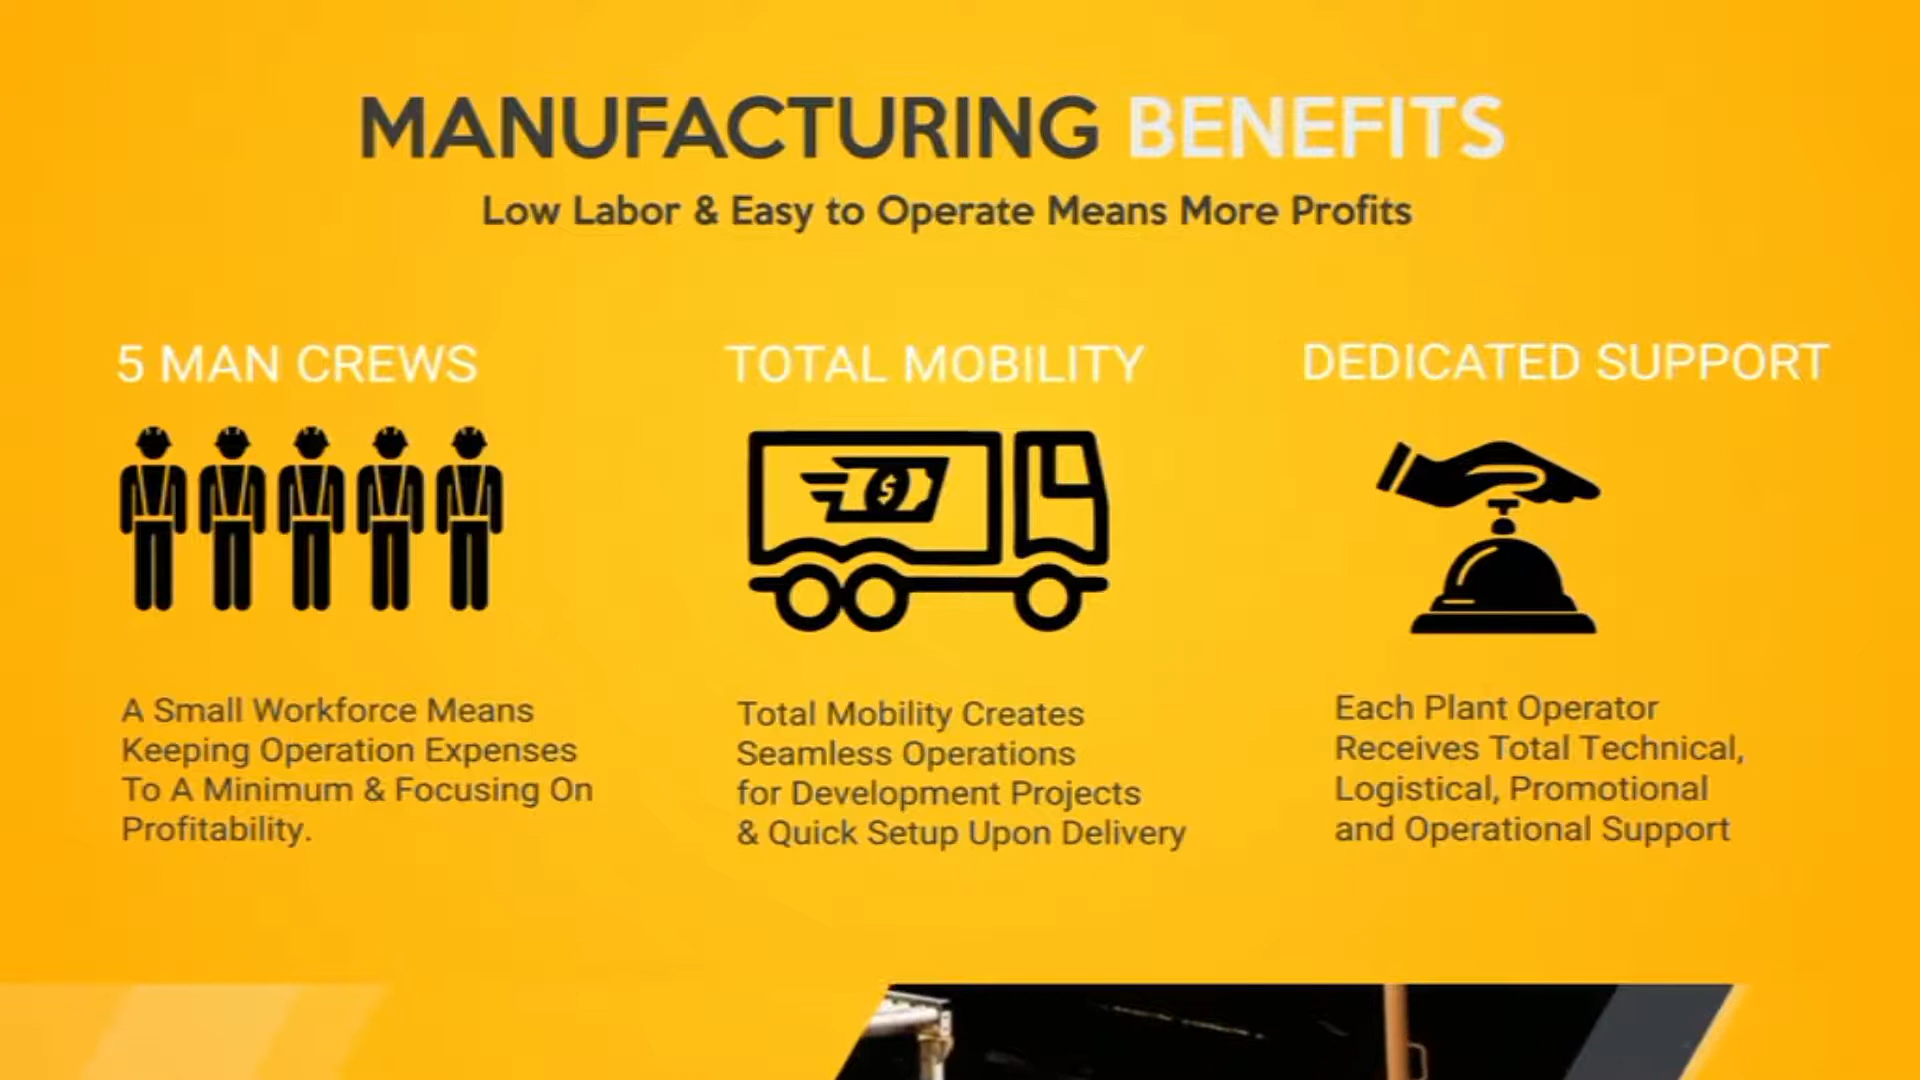 MANUFACTURING BENEFITS
Low Labor & Easy to Operate Means More Profits
5 MAN CREWS
A Small Workforce Means
Keeping Operation Expenses
To A Minimum & Focusing On
Profitability.
TOTAL MOBILITY
$
Total Mobility Creates
Seamless Operations
for Development Projects
& Quick Setup Upon Delivery
DEDICATED SUPPORT
Each Plant Operator
Receives Total Technical,
Logistical, Promotional
and Operational Support